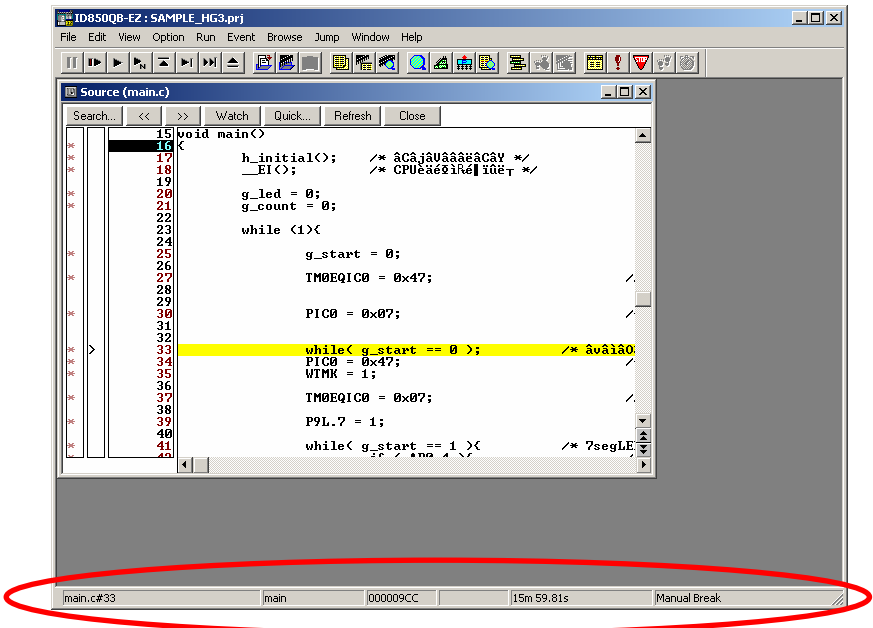 ID850QB-EZ : SAMPLE_HG3.prj
File Edit View Option Run Event Browse Jump Window Help
Source (main.c)
Search... << >> Watch Quick... Refresh Close
15 void main()
16 {
* 17 h_initial(); /* */
* 18 __EI(); /* */
19
* 20 g_led = 0;
* 21 g_count = 0;
22
23 while (1){
24
* 25 g_start = 0;
26
* 27 TM0EQIC0 = 0x47; /
28
29
* 30 PIC0 = 0x07; /
31
32
* > 33 while( g_start == 0 ); /*
* 34 PIC0 = 0x47; /
* 35 WTMK = 1;
36
* 37 TM0EQIC0 = 0x07; /
38
* 39 P9L.7 = 1;
40
* 41 while( g_start == 1 ){ /* 7segLE
42
main.c#33 main 000009CC 15m 59.81s Manual Break